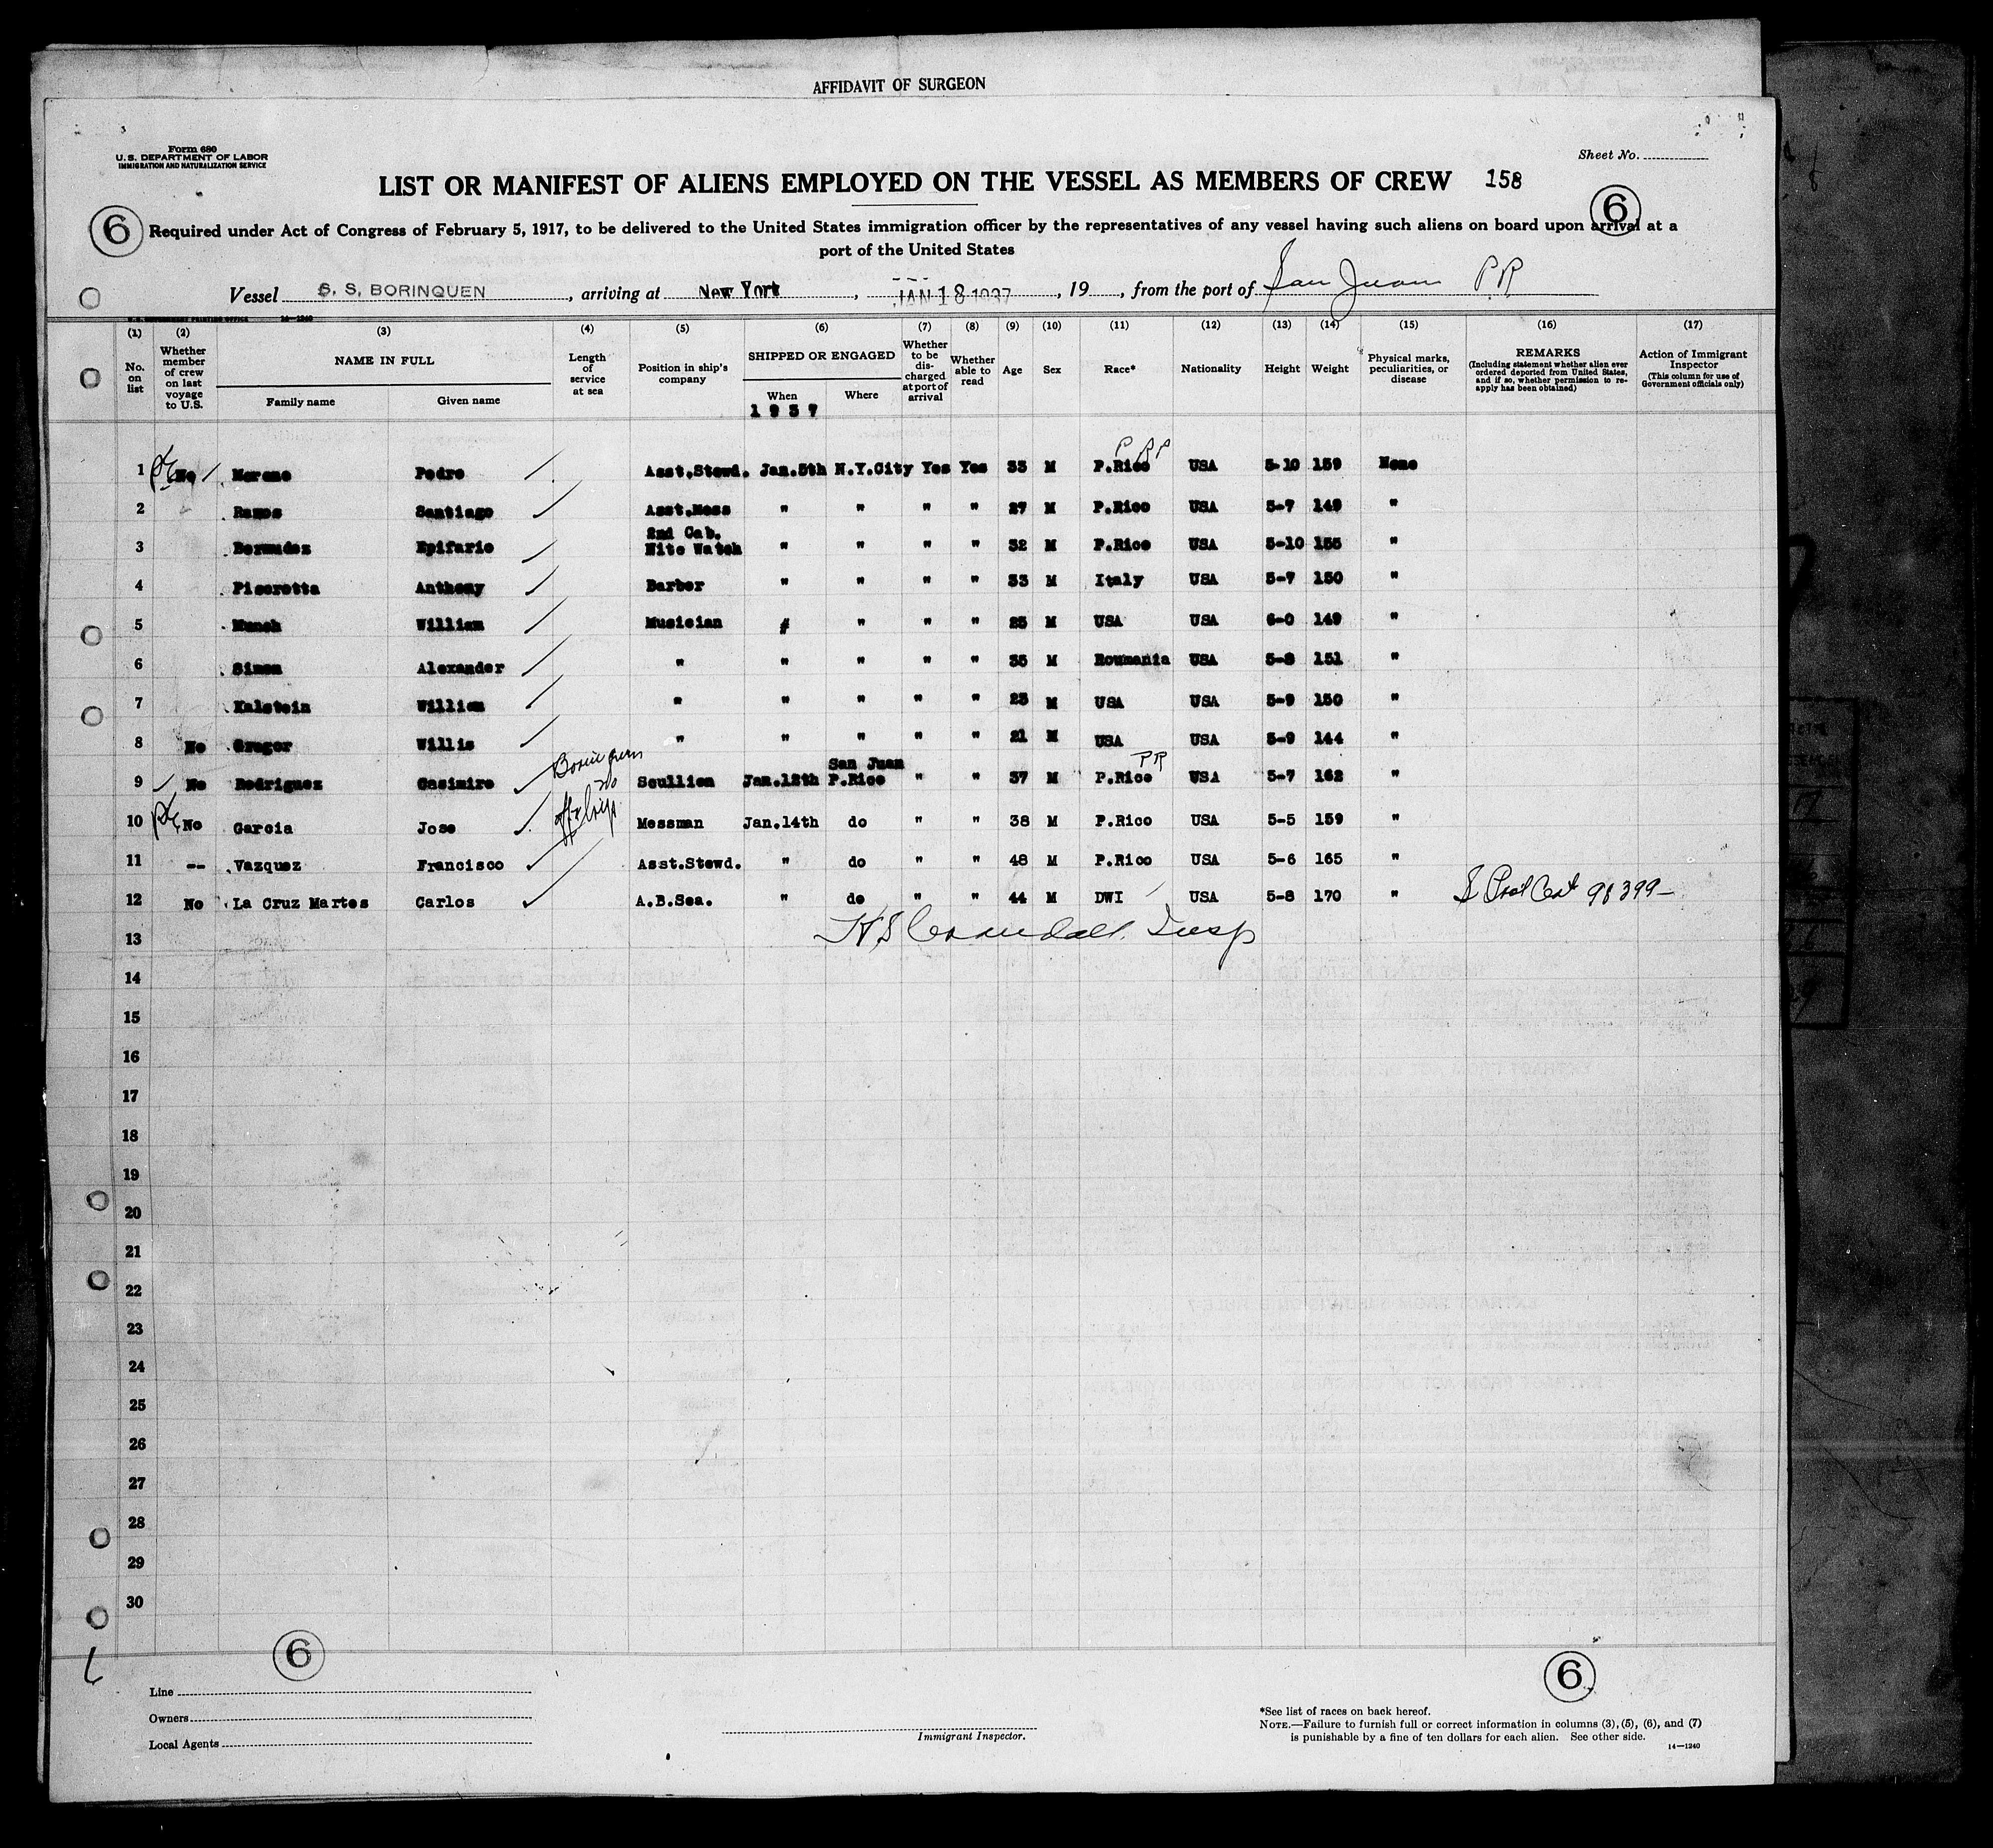 AFFIDAVIT OF SURGEON
Form 680
U. S. DEPARTMENT OF LABOR
IMMIGRATION AND NATURALIZATION SERVICE
Sheet No.
LIST OR MANIFEST OF ALIENS EMPLOYED ON THE VESSEL AS MEMBERS OF CREW 158
6 Required under Act of Congress of February 5, 1917, to be delivered to the United States immigration officer by the representatives of any vessel having such aliens on board upon arrival at a 6
port of the United States
Vessel S. S. BORINQUEN, arriving at New York, JAN 18 1937, 19, from the port of San Juan PR
(1) (2) (3) (4) (5) (6) (7) (8) (9) (10) (11) (12) (13) (14) (15) (16) (17)
No. on list
Whether member of crew on last voyage to U.S.
NAME IN FULL
Family name Given name
Length of service at sea
Position in ship's company
SHIPPED OR ENGAGED
When Where
1937
Whether to be discharged at port of arrival
Whether able to read
Age
Sex
Race*
Nationality
Height
Weight
Physical marks, peculiarities, or disease
REMARKS
(Including statement whether alien ever ordered deported from United States, and if so, whether permission to reapply has been obtained)
Action of Immigrant Inspector
(This column for use of Government officials only)
1 No Moreno Pedro Asst.Stewd. Jan.5th N.Y.City Yes Yes 33 M P.Rico USA 5-10 159 None
2 Ramos Santiago Asst.Mess " " " " 27 M P.Rico USA 5-7 149 "
3 Bermudez Epifario 2nd Cab. Nite Watch " " " " 32 M P.Rico USA 5-10 155 "
4 Piscretta Anthony Barber " " " " 33 M Italy USA 5-7 150 "
5 Munch William Musician " " " " 25 M USA USA 6-0 149 "
6 Simon Alexander " " " " " 35 M Roumania USA 5-8 151 "
7 Kalstein William " " " " " 23 M USA USA 5-9 150 "
8 No Gregor Willis " " " " " 21 M USA USA 5-9 144 "
9 No Rodriguez Casimiro Borinquen Scullion Jan.12th San Juan P.Rico " " 37 M P.Rico PR USA 5-7 162 "
10 No Garcia Jose Messman Jan.14th do " " 38 M P.Rico USA 5-5 159 "
11 -- Vazquez Francisco Asst.Stewd. " do " " 48 M P.Rico USA 5-6 165 "
12 No La Cruz Martes Carlos A.B.Sea. " do " " 44 M DWI USA 5-8 170 " 98399
13
14
15
16
17
18
19
20
21
22
23
24
25
26
27
28
29
30
6 6
Line
Owners
Local Agents
Immigrant Inspector.
*See list of races on back hereof.
NOTE.—Failure to furnish full or correct information in columns (3), (5), (6), and (7)
is punishable by a fine of ten dollars for each alien. See other side.
14—1240